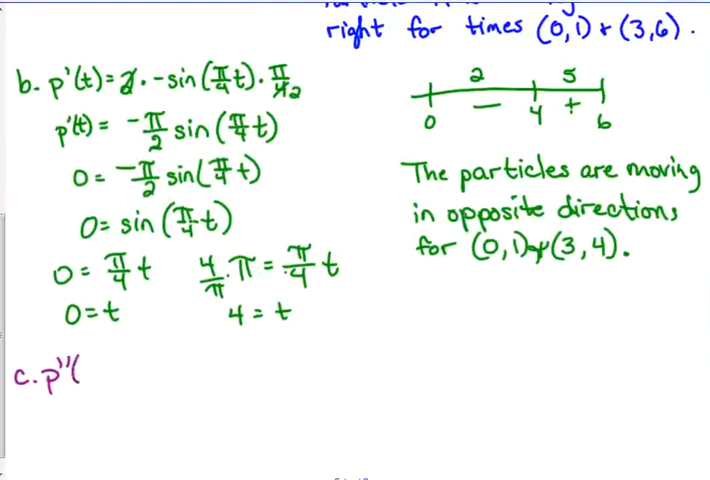 right for times (0,1) + (3,6).
b. p'(t) = 2 · -sin(π/4 t) · π/4 2
p'(t) = -π/2 sin(π/4 t)
0 = -π/2 sin(π/4 t)
0 = sin(π/4 t)
0 = π/4 t    4/π · π = π/4 t
0 = t    4 = t
2 5
− +
0 4 6
The particles are moving
in opposite directions
for (0,1) + (3,4).
c. p''(